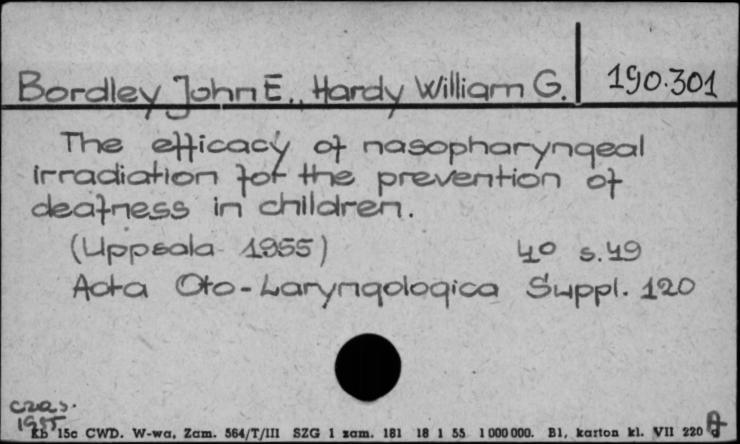 Bordley John E., Hardy William G. 190.301
The efficacy of nasopharyngeal
irradiation for the prevention of
deafness in children.
(Uppsala 1955) 4° s. 49
Acta Oto-Laryngologica Suppl. 120
czas.
1955
Kb 15c CWD. W-wa, Zam. 564/T/III SZG 1 zam. 181 18 1 55 1 000 000. Bl, karton kl. VII 220 g